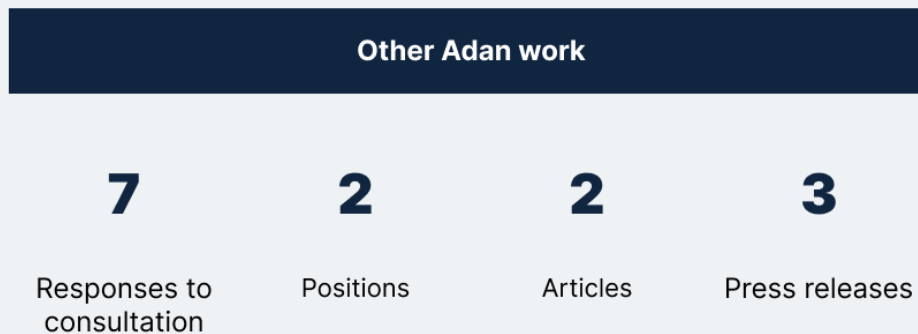 Other Adan work
7 2 2 3
Responses to Positions Articles Press releases
consultation